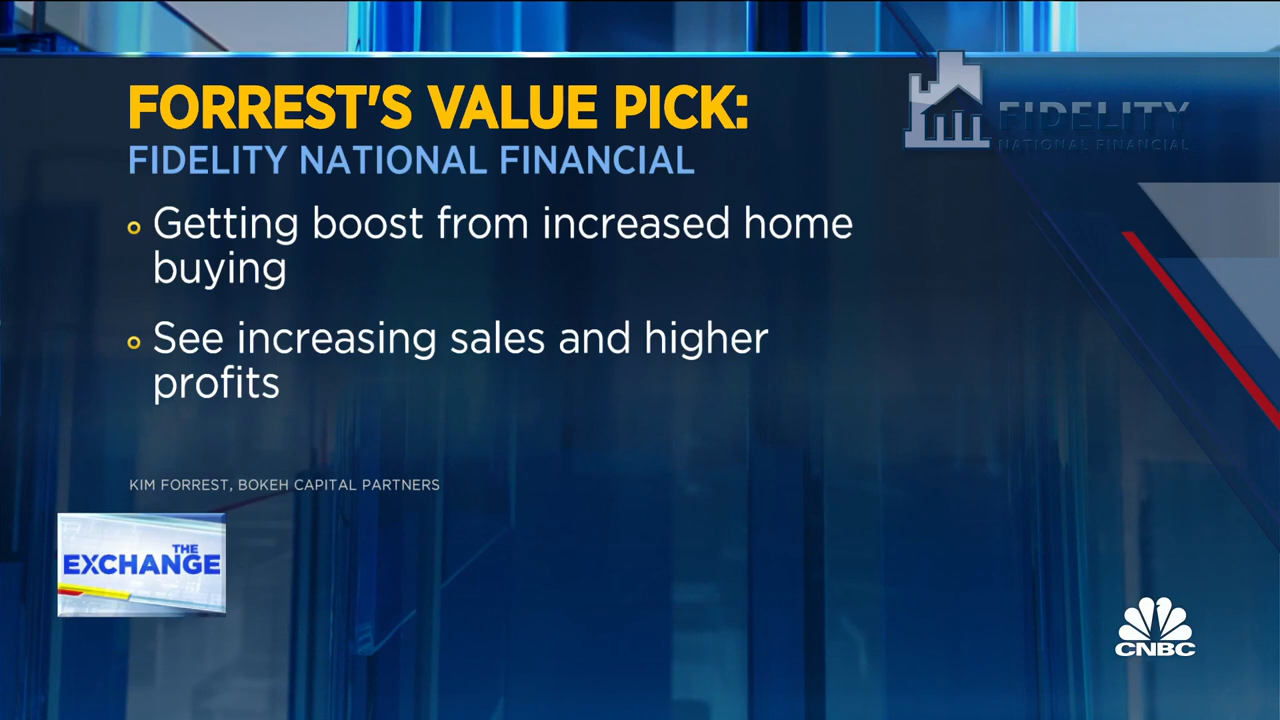 FORREST'S VALUE PICK:
FIDELITY NATIONAL FINANCIAL
FIDELITY
NATIONAL FINANCIAL
Getting boost from increased home
buying
See increasing sales and higher
profits
KIM FORREST, BOKEH CAPITAL PARTNERS
THE
EXCHANGE
CNBC